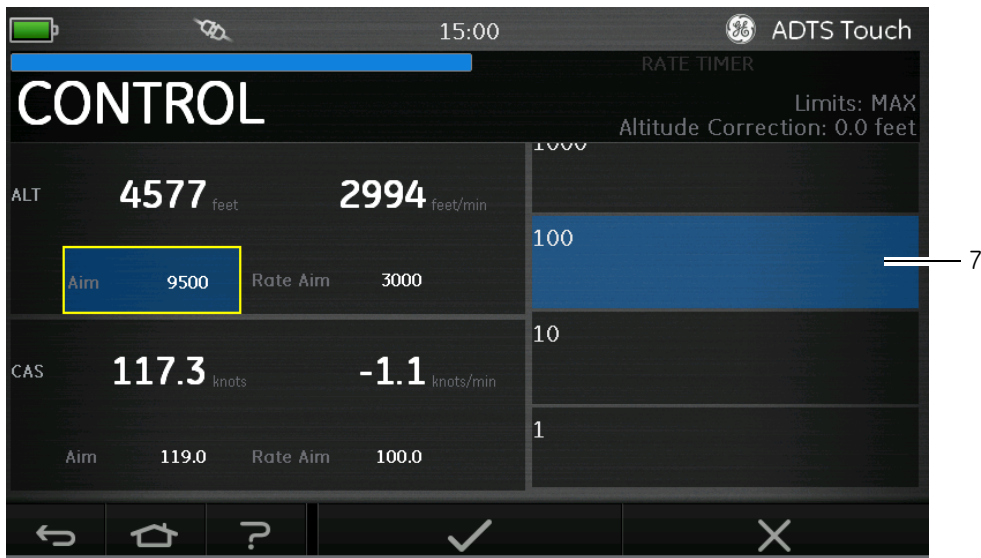 15:00 ADTS Touch
RATE TIMER
CONTROL
Limits: MAX
Altitude Correction: 0.0 feet
1000
ALT 4577 feet 2994 feet/min
100
7
Aim 9500 Rate Aim 3000
10
CAS 117.3 knots -1.1 knots/min
1
Aim 119.0 Rate Aim 100.0
?